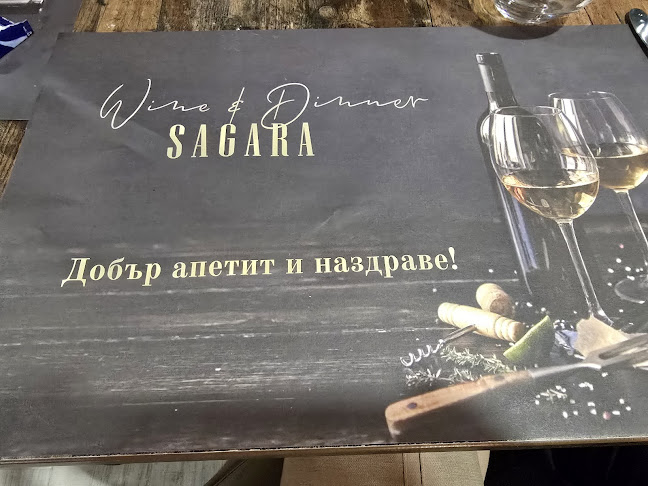 Wine & Dinner
SAGARA
Добър апетит и наздраве!